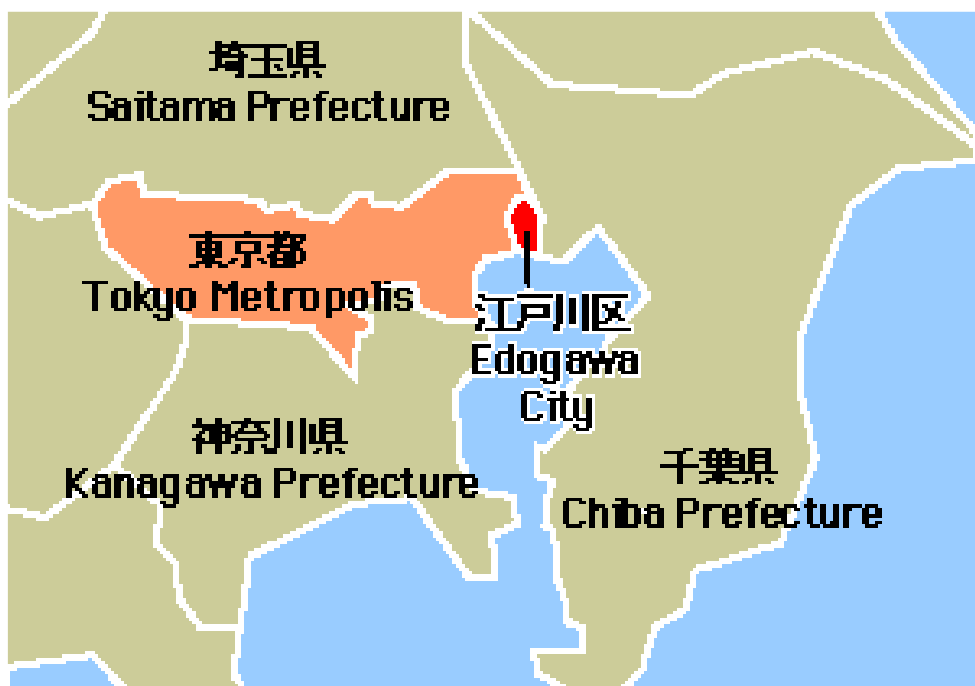 埼玉県
Saitama Prefecture
東京都
Tokyo Metropolis
江戸川区
Edogawa
City
神奈川県
Kanagawa Prefecture
千葉県
Chiba Prefecture